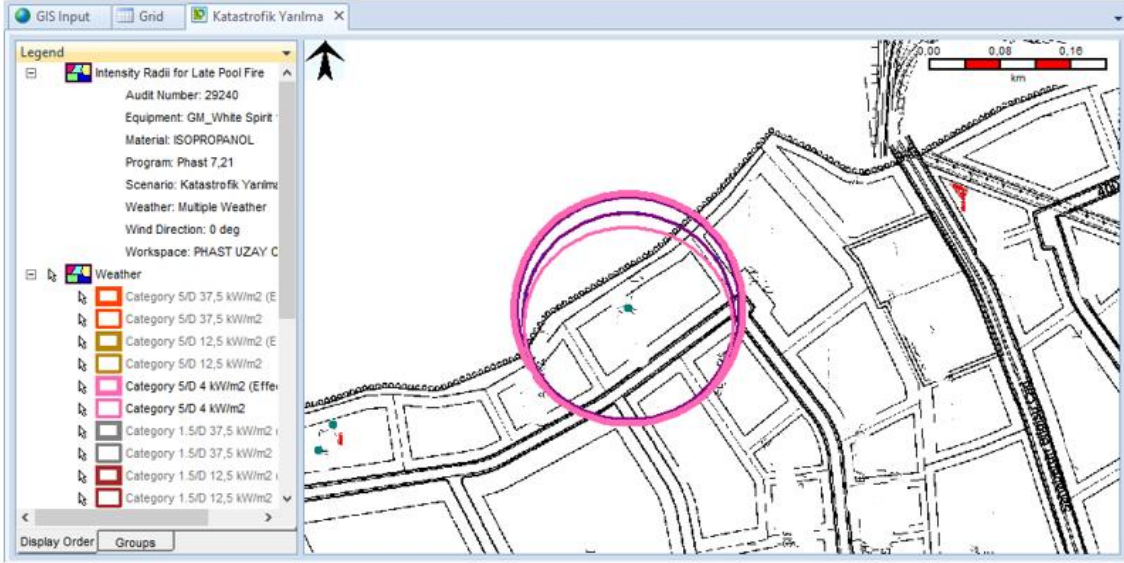 GIS Input
Grid
Katastrofik Yarılma
Legend
Intensity Radii for Late Pool Fire
Audit Number: 29240
Equipment: GM_White Spirit
Material: ISOPROPANOL
Program: Phast 7,21
Scenario: Katastrofik Yarılma
Weather: Multiple Weather
Wind Direction: 0 deg
Workspace: PHAST UZAY C
Weather
Category 5/D 37,5 kW/m2 (E
Category 5/D 37,5 kW/m2
Category 5/D 12,5 kW/m2 (E
Category 5/D 12,5 kW/m2
Category 5/D 4 kW/m2 (Effe
Category 5/D 4 kW/m2
Category 1.5/D 37,5 kW/m2
Category 1.5/D 37,5 kW/m2
Category 1.5/D 12,5 kW/m2
Category 1.5/D 12,5 kW/m2
Display Order
Groups
0,00 0,08 0,16
km